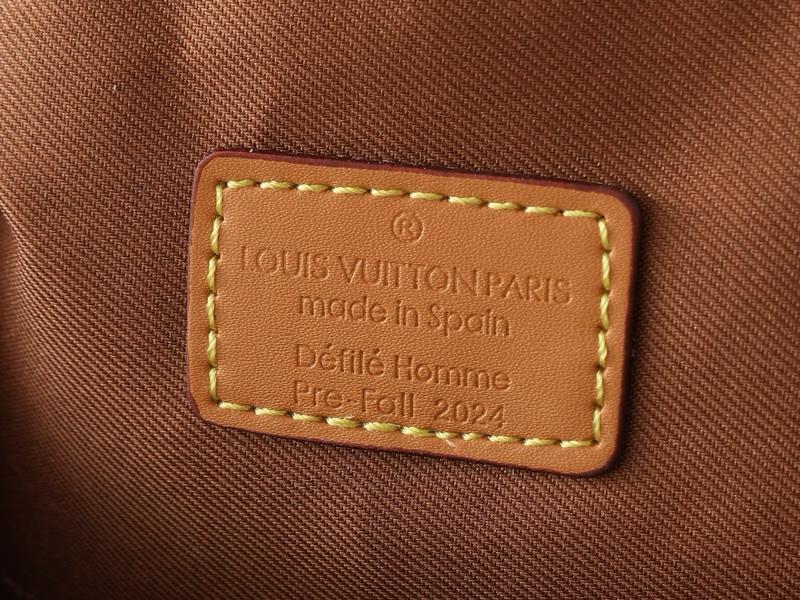 ®
LOUIS VUITTON PARIS
made in Spain
Défilé Homme
Pre-Fall 2024